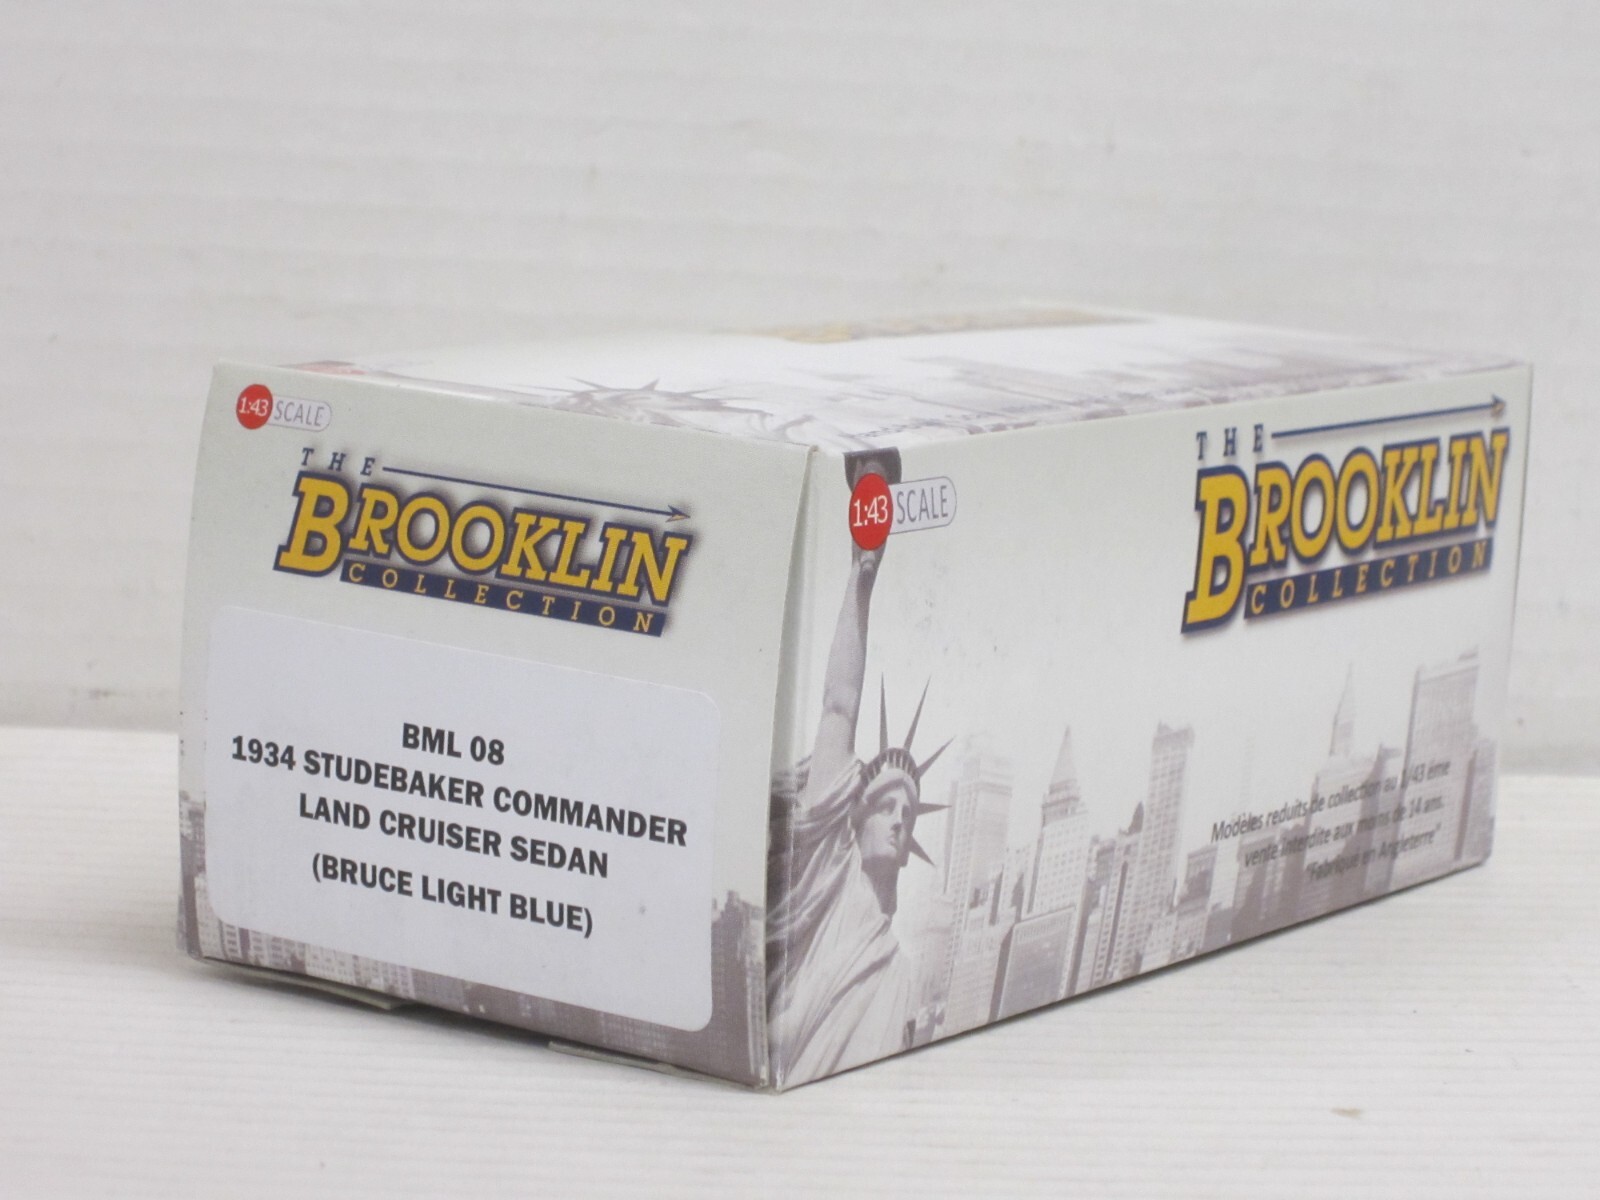 1:43 SCALE
THE
BROOKLIN
COLLECTION
BML 08
1934 STUDEBAKER COMMANDER
LAND CRUISER SEDAN
(BRUCE LIGHT BLUE)
1:43 SCALE
THE
BROOKLIN
COLLECTION
Modèles reduits de collection au 1/43 ème
vente interdite aux moins de 14 ans.
"Fabriqué en Angleterre"